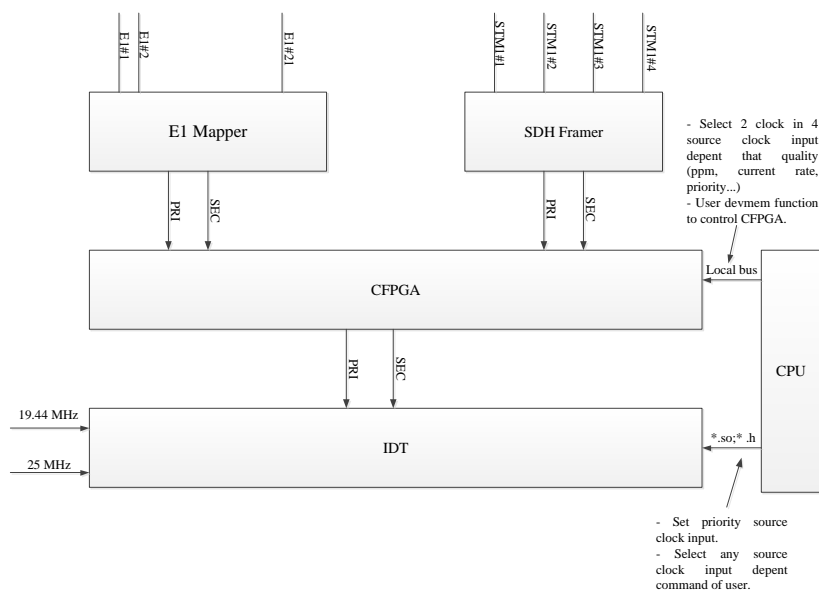 E1#1
E1#2
E1#21
STM1#1
STM1#2
STM1#3
STM1#4
E1 Mapper
SDH Framer
- Select 2 clock in 4
source clock input
depent that quality
(ppm, current rate,
priority...)
- User devmem function
to control CFPGA.
PRI
SEC
PRI
SEC
Local bus
CFPGA
CPU
PRI
SEC
19.44 MHz
25 MHz
IDT
*.so;* .h
- Set priority source
clock input.
- Select any source
clock input depent
command of user.